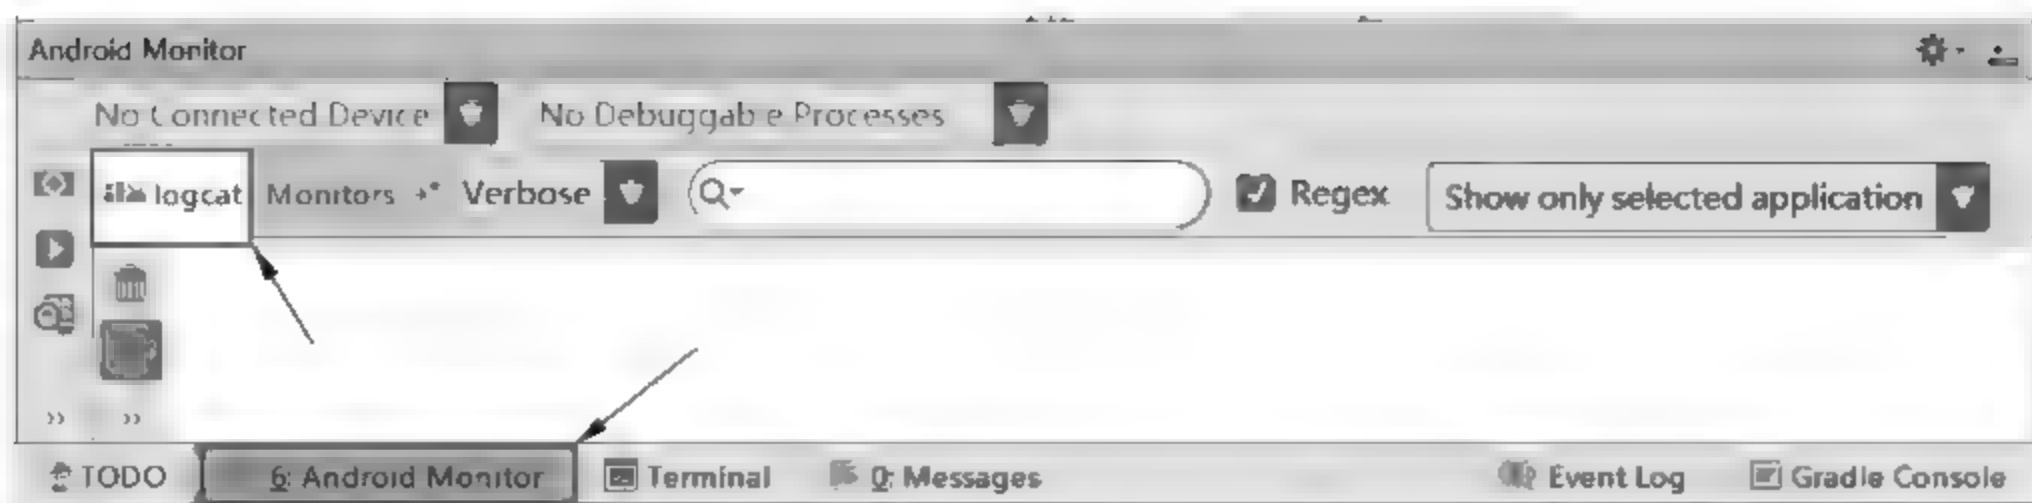 Android Monitor
No Connected Device No Debuggable Processes
logcat Monitors Verbose Regex Show only selected application
TODO 6: Android Monitor Terminal 0: Messages Event Log Gradle Console